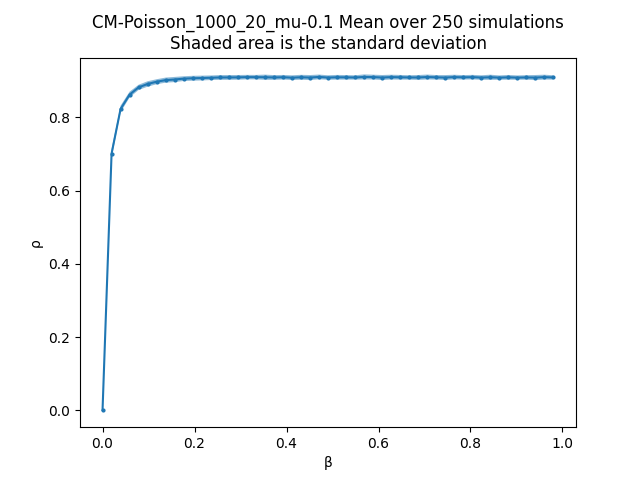 CM-Poisson_1000_20_mu-0.1 Mean over 250 simulations
Shaded area is the standard deviation
0.8
0.6
0.4
0.2
0.0
ρ
0.0 0.2 0.4 0.6 0.8 1.0
β